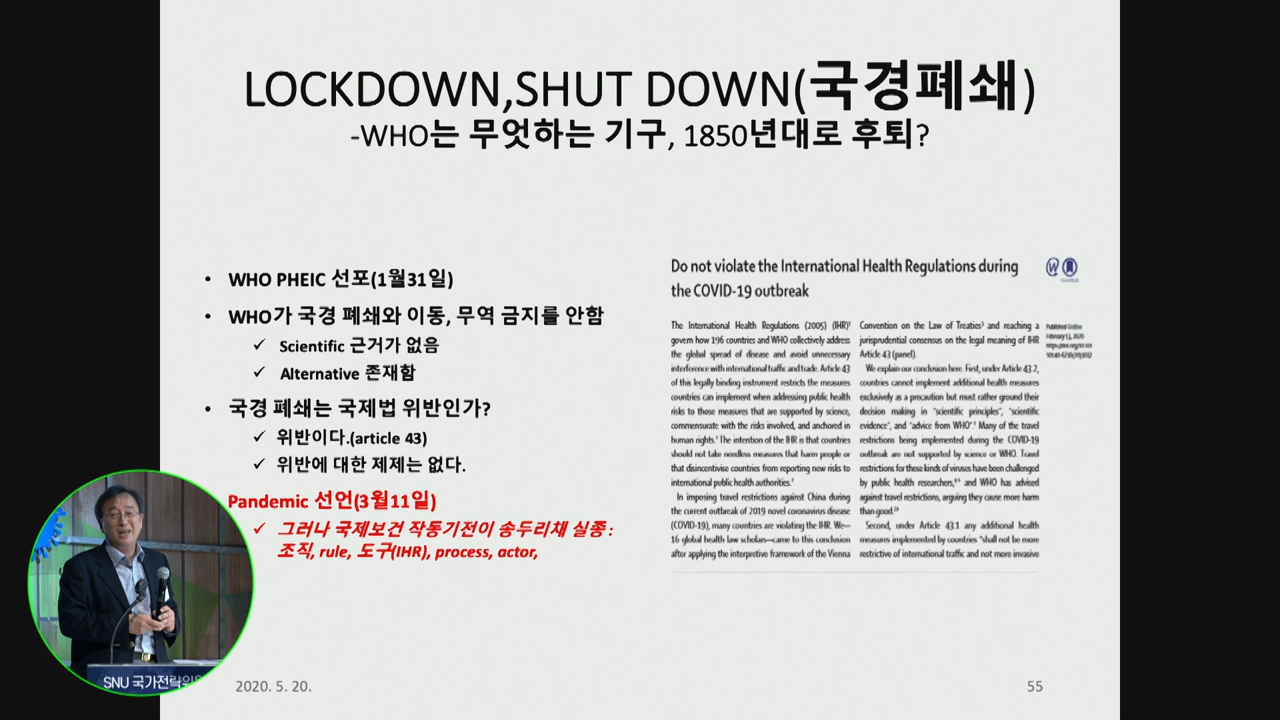 LOCKDOWN,SHUT DOWN(국경폐쇄)
-WHO는 무엇하는 기구, 1850년대로 후퇴?
• WHO PHEIC 선포(1월31일)
• WHO가 국경 폐쇄와 이동, 무역 금지를 안함
✓ Scientific 근거가 없음
✓ Alternative 존재함
• 국경 폐쇄는 국제법 위반인가?
✓ 위반이다.(article 43)
✓ 위반에 대한 제제는 없다.
Pandemic 선언(3월11일)
✓ 그러나 국제보건 작동기전이 송두리채 실종 :
조직, rule, 도구(IHR), process, actor,
Do not violate the International Health Regulations during
the COVID-19 outbreak
The International Health Regulations (2005) (IHR)¹
govern how 196 countries and WHO collectively address
the global spread of disease and avoid unnecessary
interference with international traffic and trade. Article 43
of this legally binding instrument restricts the measures
countries can implement when addressing public health
risks to those measures that are supported by science,
commensurate with the risks involved, and anchored in
human rights.¹ The intention of the IHR is that countries
should not take needless measures that harm people or
that disincentivise countries from reporting new risks to
international public health authorities.²
In imposing travel restrictions against China during
the current outbreak of 2019 novel coronavirus disease
(COVID-19), many countries are violating the IHR. We—
16 global health law scholars—came to this conclusion
after applying the interpretive framework of the Vienna
Convention on the Law of Treaties³ and reaching a
jurisprudential consensus on the legal meaning of IHR
Article 43 (panel).
We explain our conclusion here. First, under Article 43.2,
countries cannot implement additional health measures
exclusively as a precaution but must rather ground their
decision making in "scientific principles", "scientific
evidence", and "advice from WHO".¹ Many of the travel
restrictions being implemented during the COVID-19
outbreak are not supported by science or WHO. Travel
restrictions for these kinds of viruses have been challenged
by public health researchers, and WHO has advised
against travel restrictions, arguing they cause more harm
than good.
Second, under Article 43.1 any additional health
measures implemented by countries "shall not be more
restrictive of international traffic and not more invasive
Published Online
February 13, 2020
SNU 국가전략위원
2020. 5. 20.
55